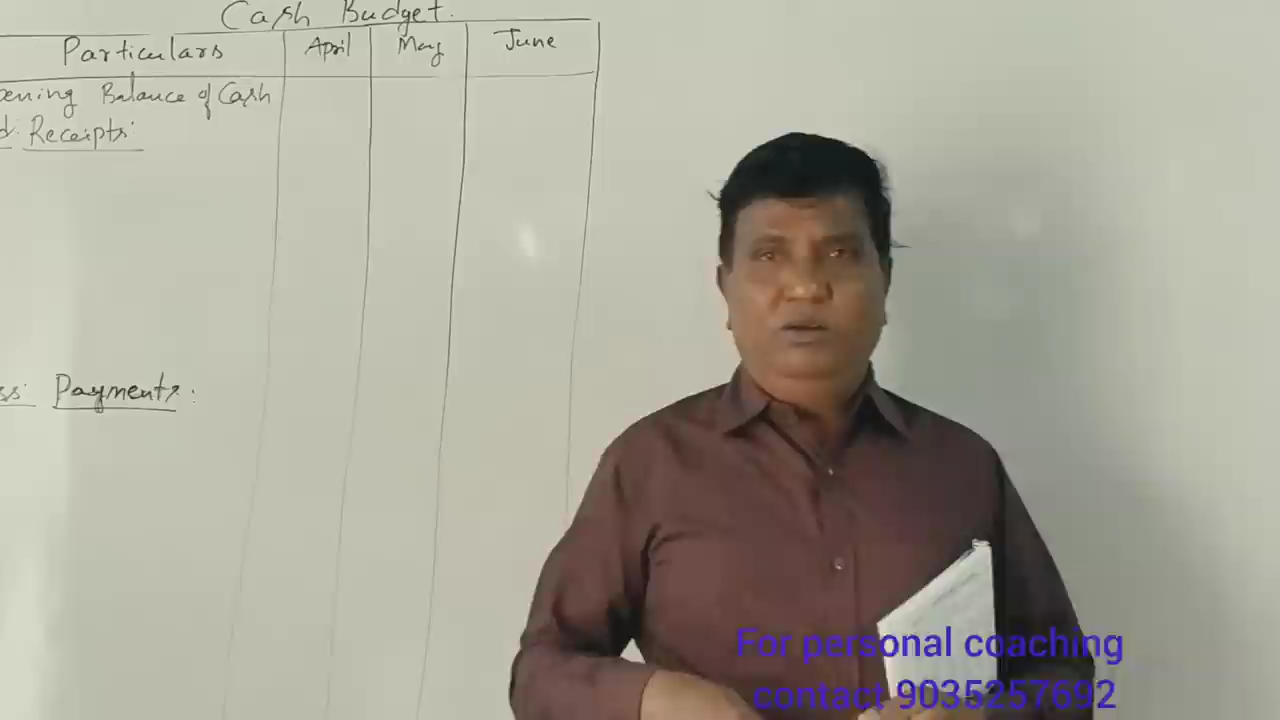 Cash Budget.
Particulars April May June
Balance of Cash
Receipts:
Payments:
For personal coaching
contact 9035257692